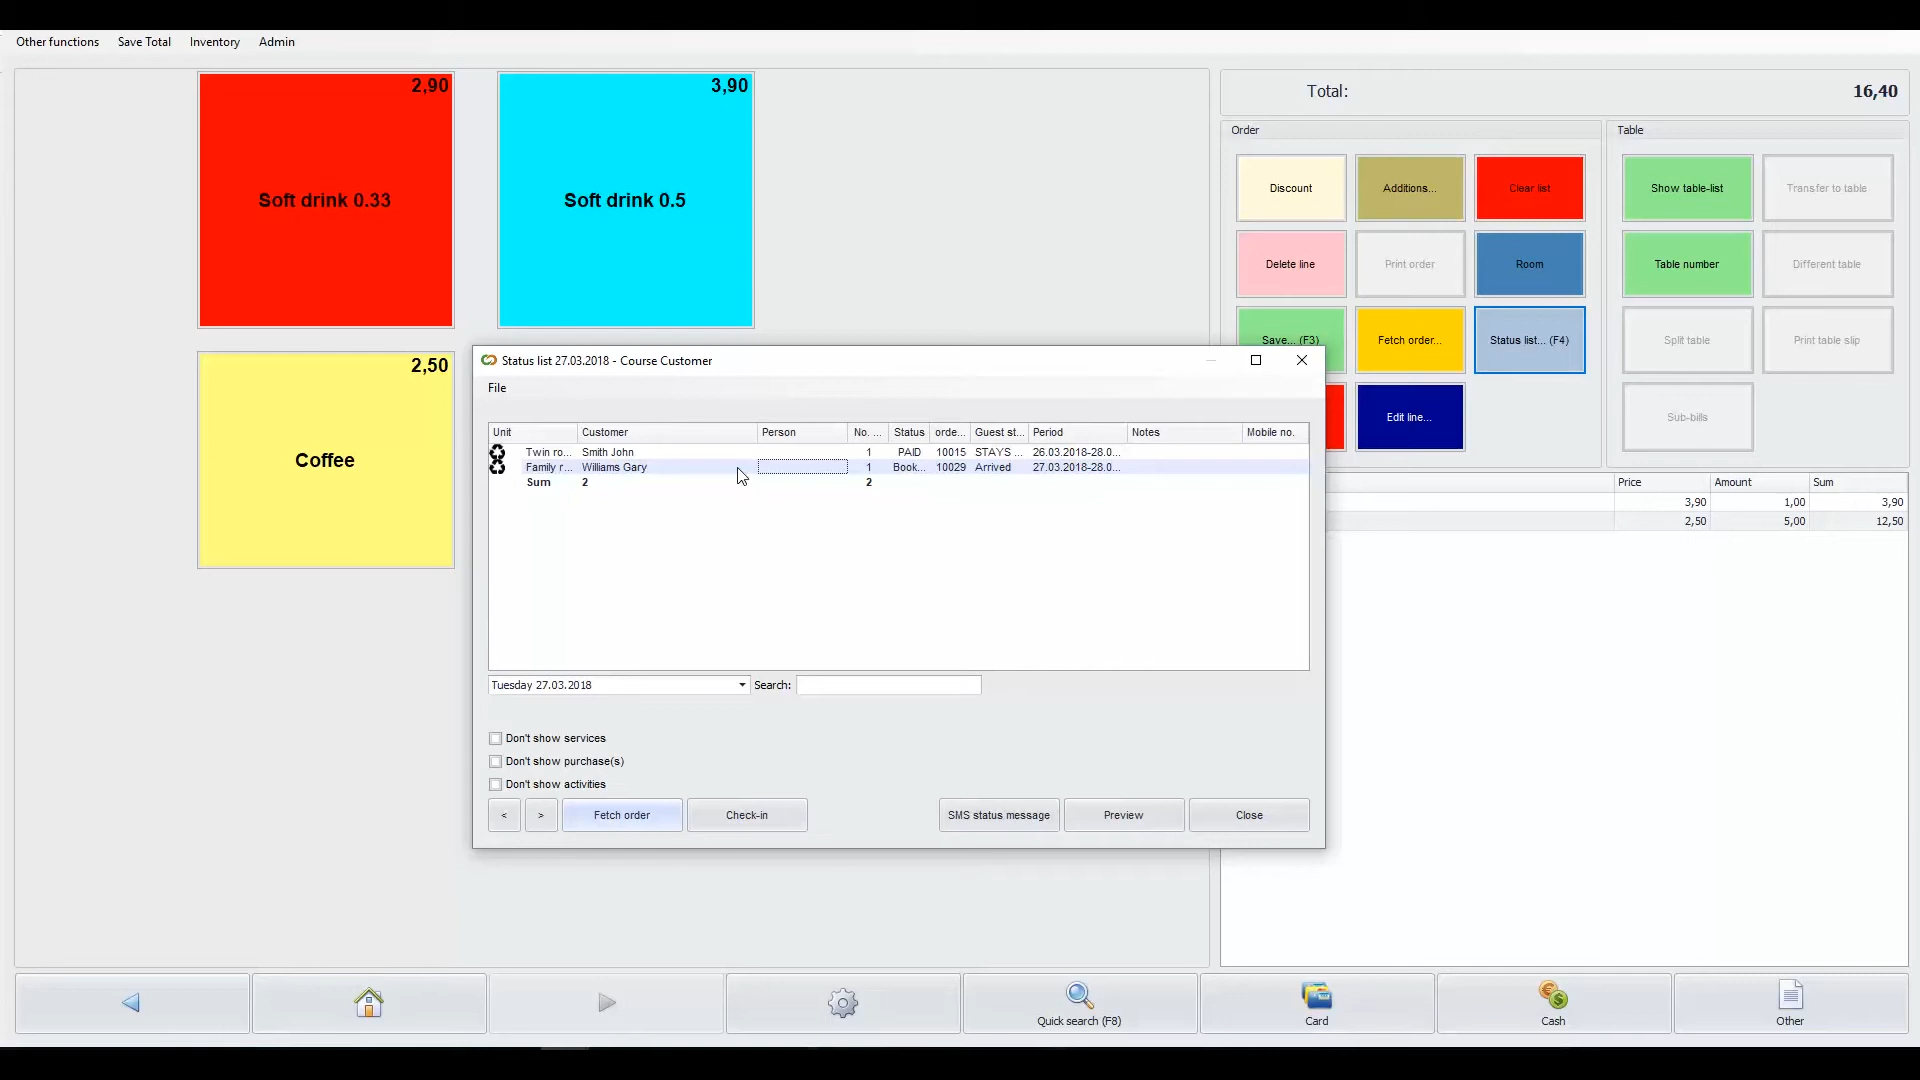 Other functions Save Total Inventory Admin
2,90
Soft drink 0.33
3,90
Soft drink 0.5
2,50
Coffee
Total: 16,40
Order
Discount Additions... Clear list
Delete line Print order Room
Save... (F3) Fetch order... Status list... (F4)
Edit line...
Table
Show table-list Transfer to table
Table number Different table
Split table Print table slip
Sub-bills
Price Amount Sum
3,90 1,00 3,90
2,50 5,00 12,50
Status list 27.03.2018 - Course Customer
File
Unit Customer Person No. ... Status orde... Guest st... Period Notes Mobile no.
Twin ro... Smith John 1 PAID 10015 STAYS ... 26.03.2018-28.0...
Family r... Williams Gary 1 Book... 10029 Arrived 27.03.2018-28.0...
Sum 2 2
Tuesday 27.03.2018 Search:
Don't show services
Don't show purchase(s)
Don't show activities
< > Fetch order Check-in SMS status message Preview Close
Quick search (F8) Card Cash Other